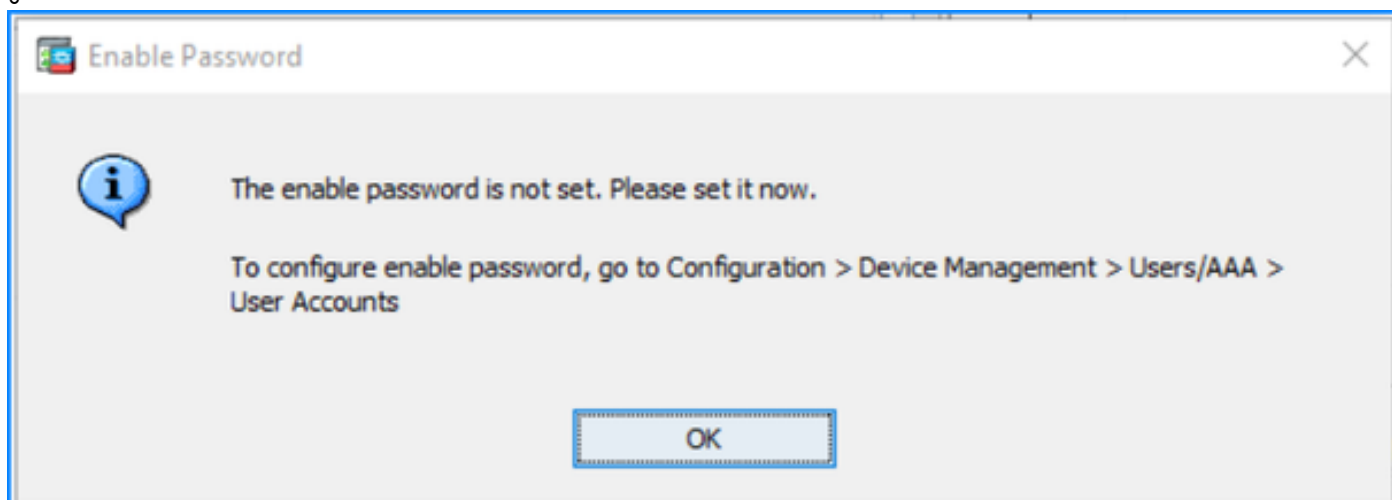 Enable Password
The enable password is not set. Please set it now.
To configure enable password, go to Configuration > Device Management > Users/AAA >
User Accounts
OK